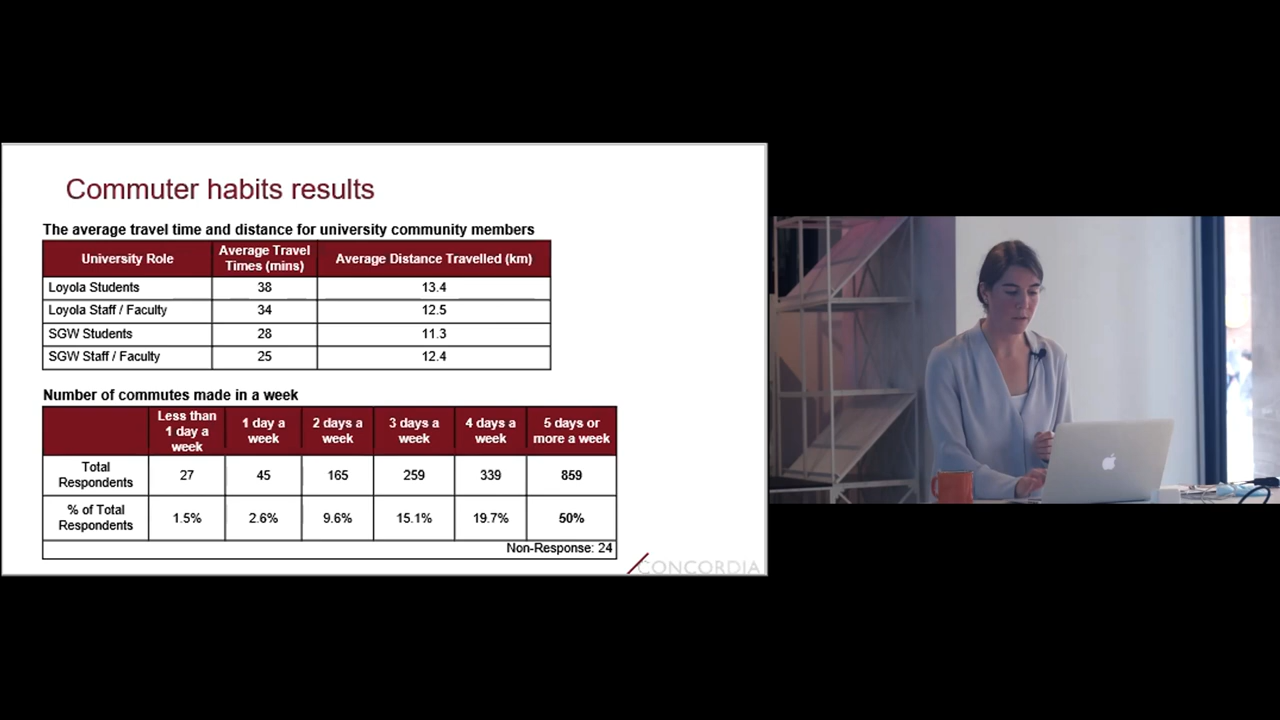 Commuter habits results
The average travel time and distance for university community members
University Role
Average Travel
Times (mins)
Average Distance Travelled (km)
Loyola Students
38
13.4
Loyola Staff / Faculty
34
12.5
SGW Students
28
11.3
SGW Staff / Faculty
25
12.4
Number of commutes made in a week
Less than
1 day a
week
1 day a
week
2 days a
week
3 days a
week
4 days a
week
5 days or
more a week
Total
Respondents
27
45
165
259
339
859
% of Total
Respondents
1.5%
2.6%
9.6%
15.1%
19.7%
50%
Non-Response: 24
CONCORDIA